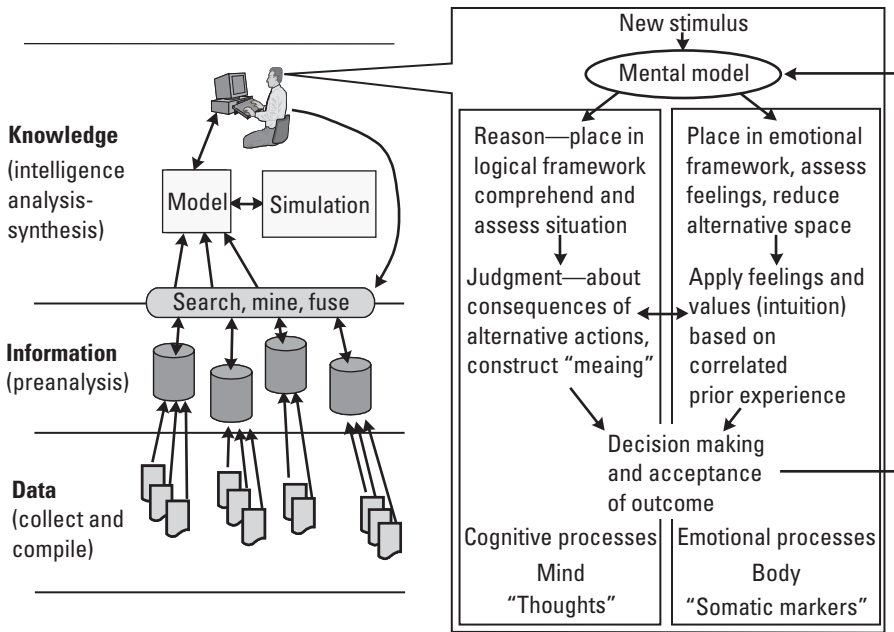 Knowledge
(intelligence
analysis-
synthesis)
Model
Simulation
Search, mine, fuse
Information
(preanalysis)
Data
(collect and
compile)
New stimulus
Mental model
Reason—place in
logical framework
comprehend and
assess situation
Judgment—about
consequences of
alternative actions,
construct “meaing”
Place in emotional
framework, assess
feelings, reduce
alternative space
Apply feelings and
values (intuition)
based on
correlated
prior experience
Decision making
and acceptance
of outcome
Cognitive processes
Mind
“Thoughts”
Emotional processes
Body
“Somatic markers”